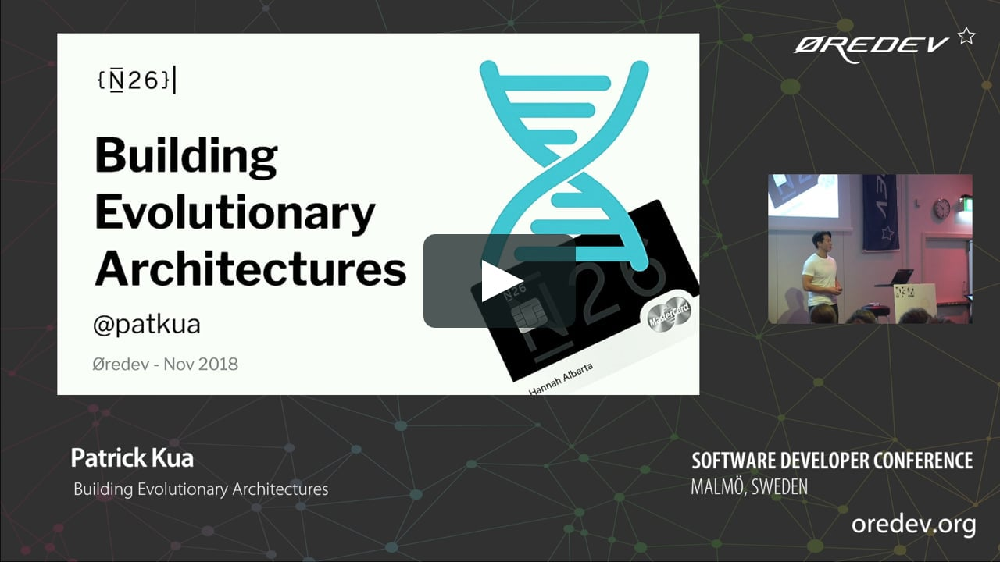 {N26}|
Building
Evolutionary
Architectures
@patkua
Øredev - Nov 2018
N26
N26
MasterCard
Hannah Alberta
ØREDEV
Patrick Kua
Building Evolutionary Architectures
SOFTWARE DEVELOPER CONFERENCE
MALMÖ, SWEDEN
oredev.org